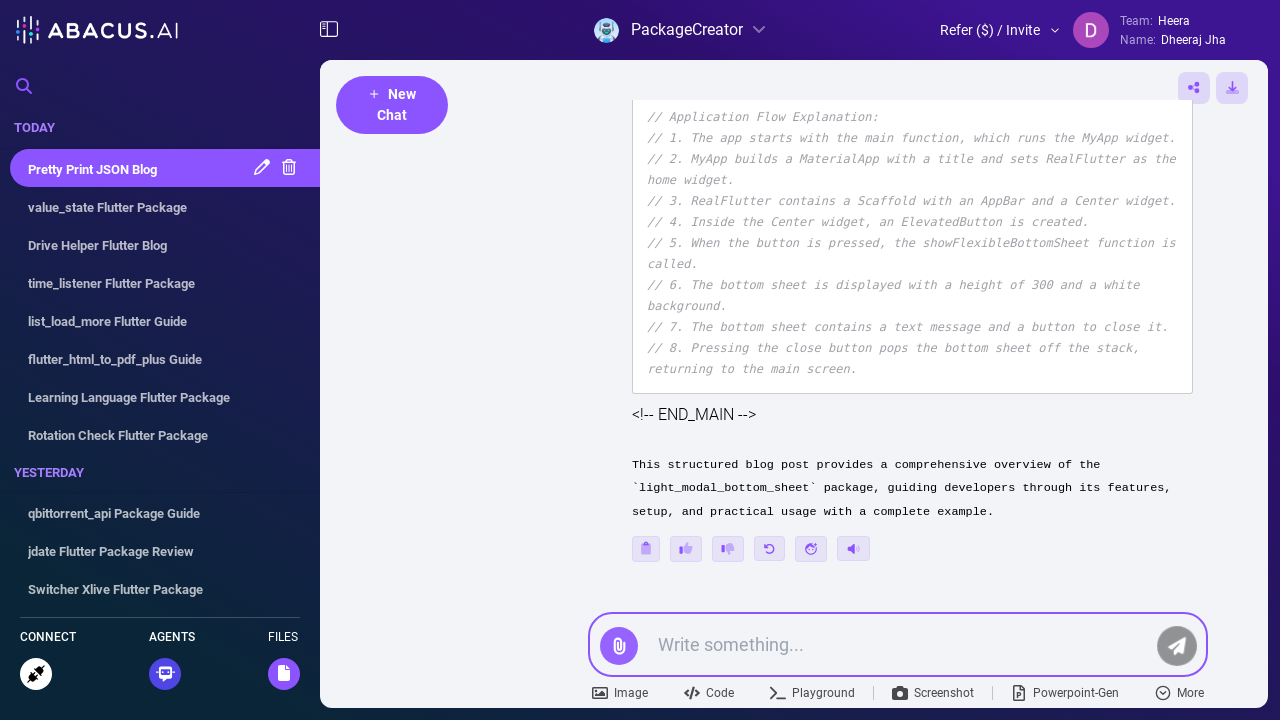 ABACUS.AI
PackageCreator
Refer ($) / Invite
D
Team: Heera
Name: Dheeraj Jha
TODAY
Pretty Print JSON Blog
value_state Flutter Package
Drive Helper Flutter Blog
time_listener Flutter Package
list_load_more Flutter Guide
flutter_html_to_pdf_plus Guide
Learning Language Flutter Package
Rotation Check Flutter Package
YESTERDAY
qbittorrent_api Package Guide
jdate Flutter Package Review
Switcher Xlive Flutter Package
CONNECT
AGENTS
FILES
+ New
Chat
// Application Flow Explanation:
// 1. The app starts with the main function, which runs the MyApp widget.
// 2. MyApp builds a MaterialApp with a title and sets RealFlutter as the
home widget.
// 3. RealFlutter contains a Scaffold with an AppBar and a Center widget.
// 4. Inside the Center widget, an ElevatedButton is created.
// 5. When the button is pressed, the showFlexibleBottomSheet function is
called.
// 6. The bottom sheet is displayed with a height of 300 and a white
background.
// 7. The bottom sheet contains a text message and a button to close it.
// 8. Pressing the close button pops the bottom sheet off the stack,
returning to the main screen.
<!-- END_MAIN -->
This structured blog post provides a comprehensive overview of the
`light_modal_bottom_sheet` package, guiding developers through its features,
setup, and practical usage with a complete example.
Write something...
Image
Code
Playground
Screenshot
Powerpoint-Gen
More